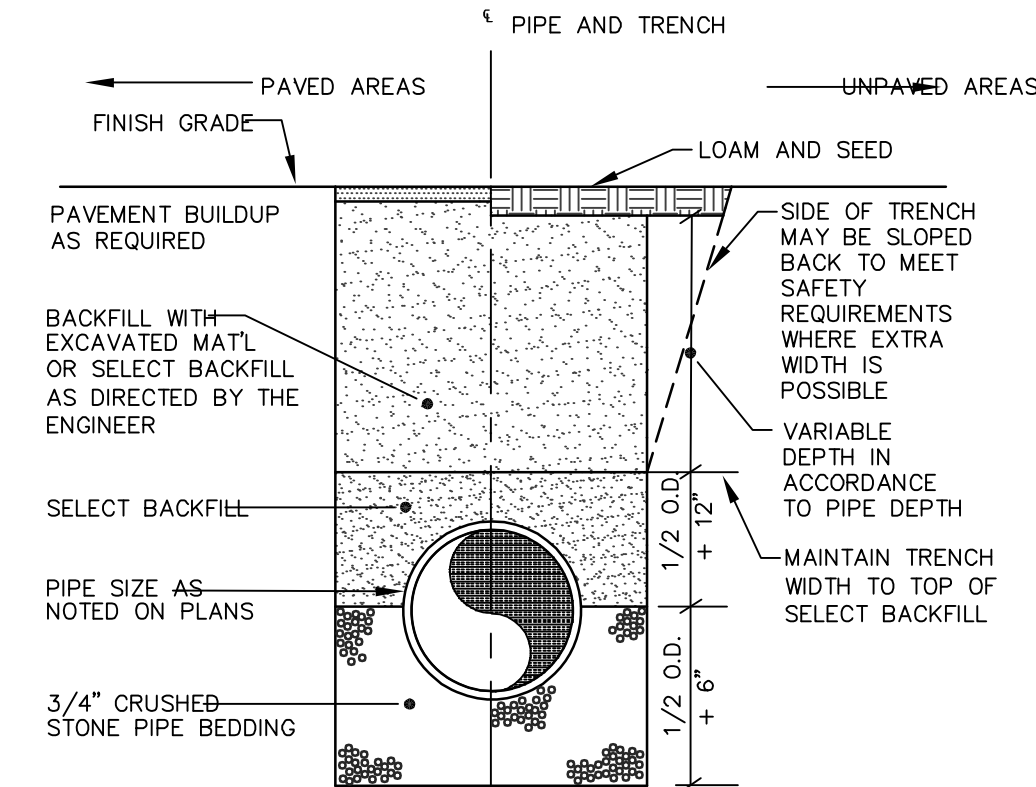 ℄ PIPE AND TRENCH
PAVED AREAS
UNPAVED AREAS
FINISH GRADE
LOAM AND SEED
PAVEMENT BUILDUP
AS REQUIRED
SIDE OF TRENCH
MAY BE SLOPED
BACK TO MEET
SAFETY
REQUIREMENTS
WHERE EXTRA
WIDTH IS
POSSIBLE
BACKFILL WITH
EXCAVATED MAT'L
OR SELECT BACKFILL
AS DIRECTED BY THE
ENGINEER
VARIABLE
DEPTH IN
ACCORDANCE
TO PIPE DEPTH
SELECT BACKFILL
1/2 O.D.
+ 12"
MAINTAIN TRENCH
WIDTH TO TOP OF
SELECT BACKFILL
PIPE SIZE AS
NOTED ON PLANS
1/2 O.D.
+ 6"
3/4" CRUSHED
STONE PIPE BEDDING